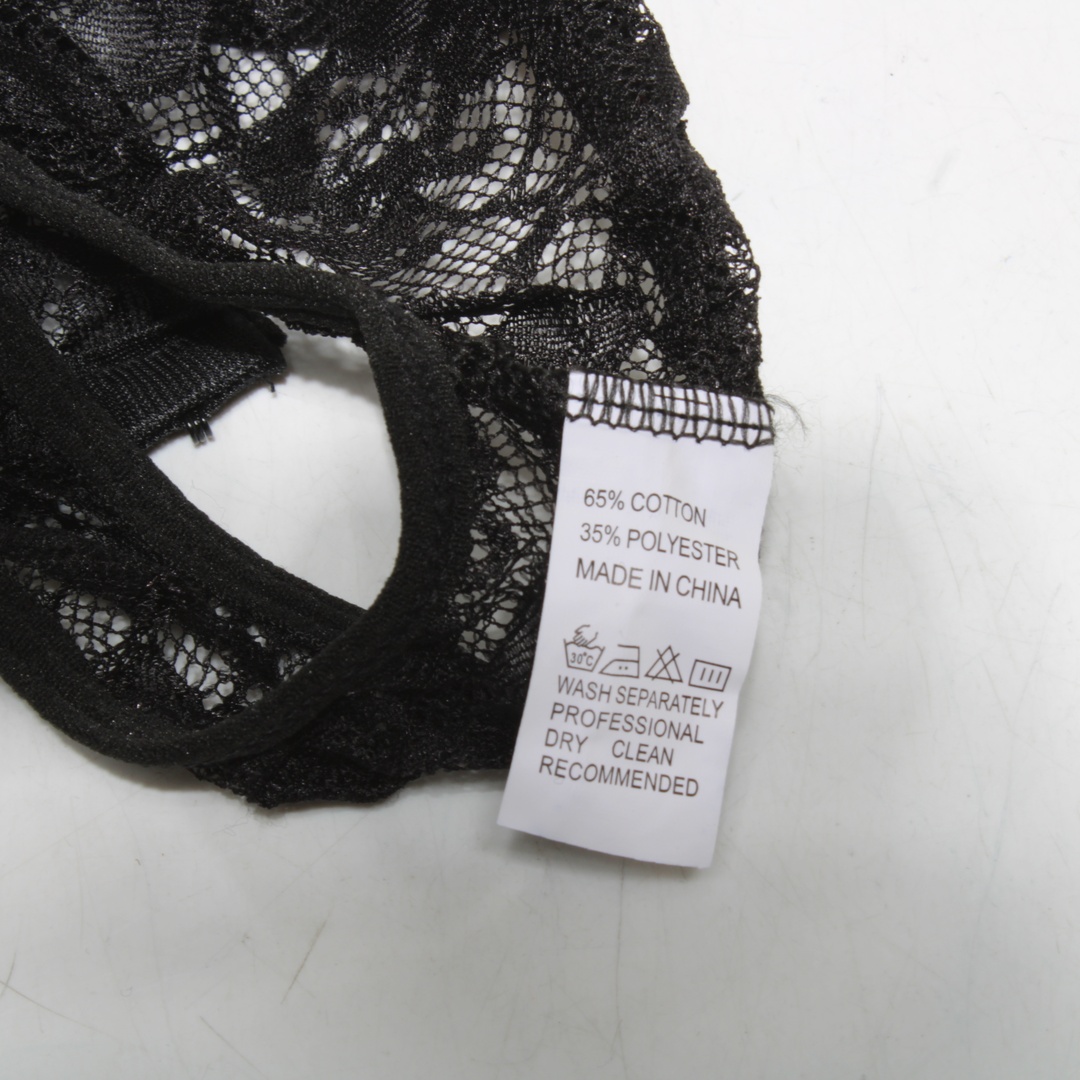 65% COTTON
35% POLYESTER
MADE IN CHINA
30°C
WASH SEPARATELY
PROFESSIONAL
DRY CLEAN
RECOMMENDED